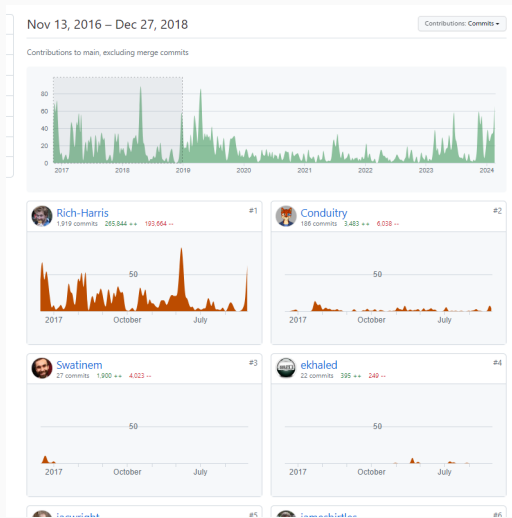 Nov 13, 2016 – Dec 27, 2018
Contributions: Commits
Contributions to main, excluding merge commits
80
60
40
20
0
2017 2018 2019 2020 2021 2022 2023 2024
Rich-Harris #1
1,919 commits 265,844 ++ 193,664 --
50
2017 October July
Conduitry #2
186 commits 3,483 ++ 6,038 --
50
2017 October July
Swatinem #3
27 commits 1,900 ++ 4,023 --
50
2017 October July
ekhaled #4
22 commits 395 ++ 249 --
50
2017 October July
#5
#6